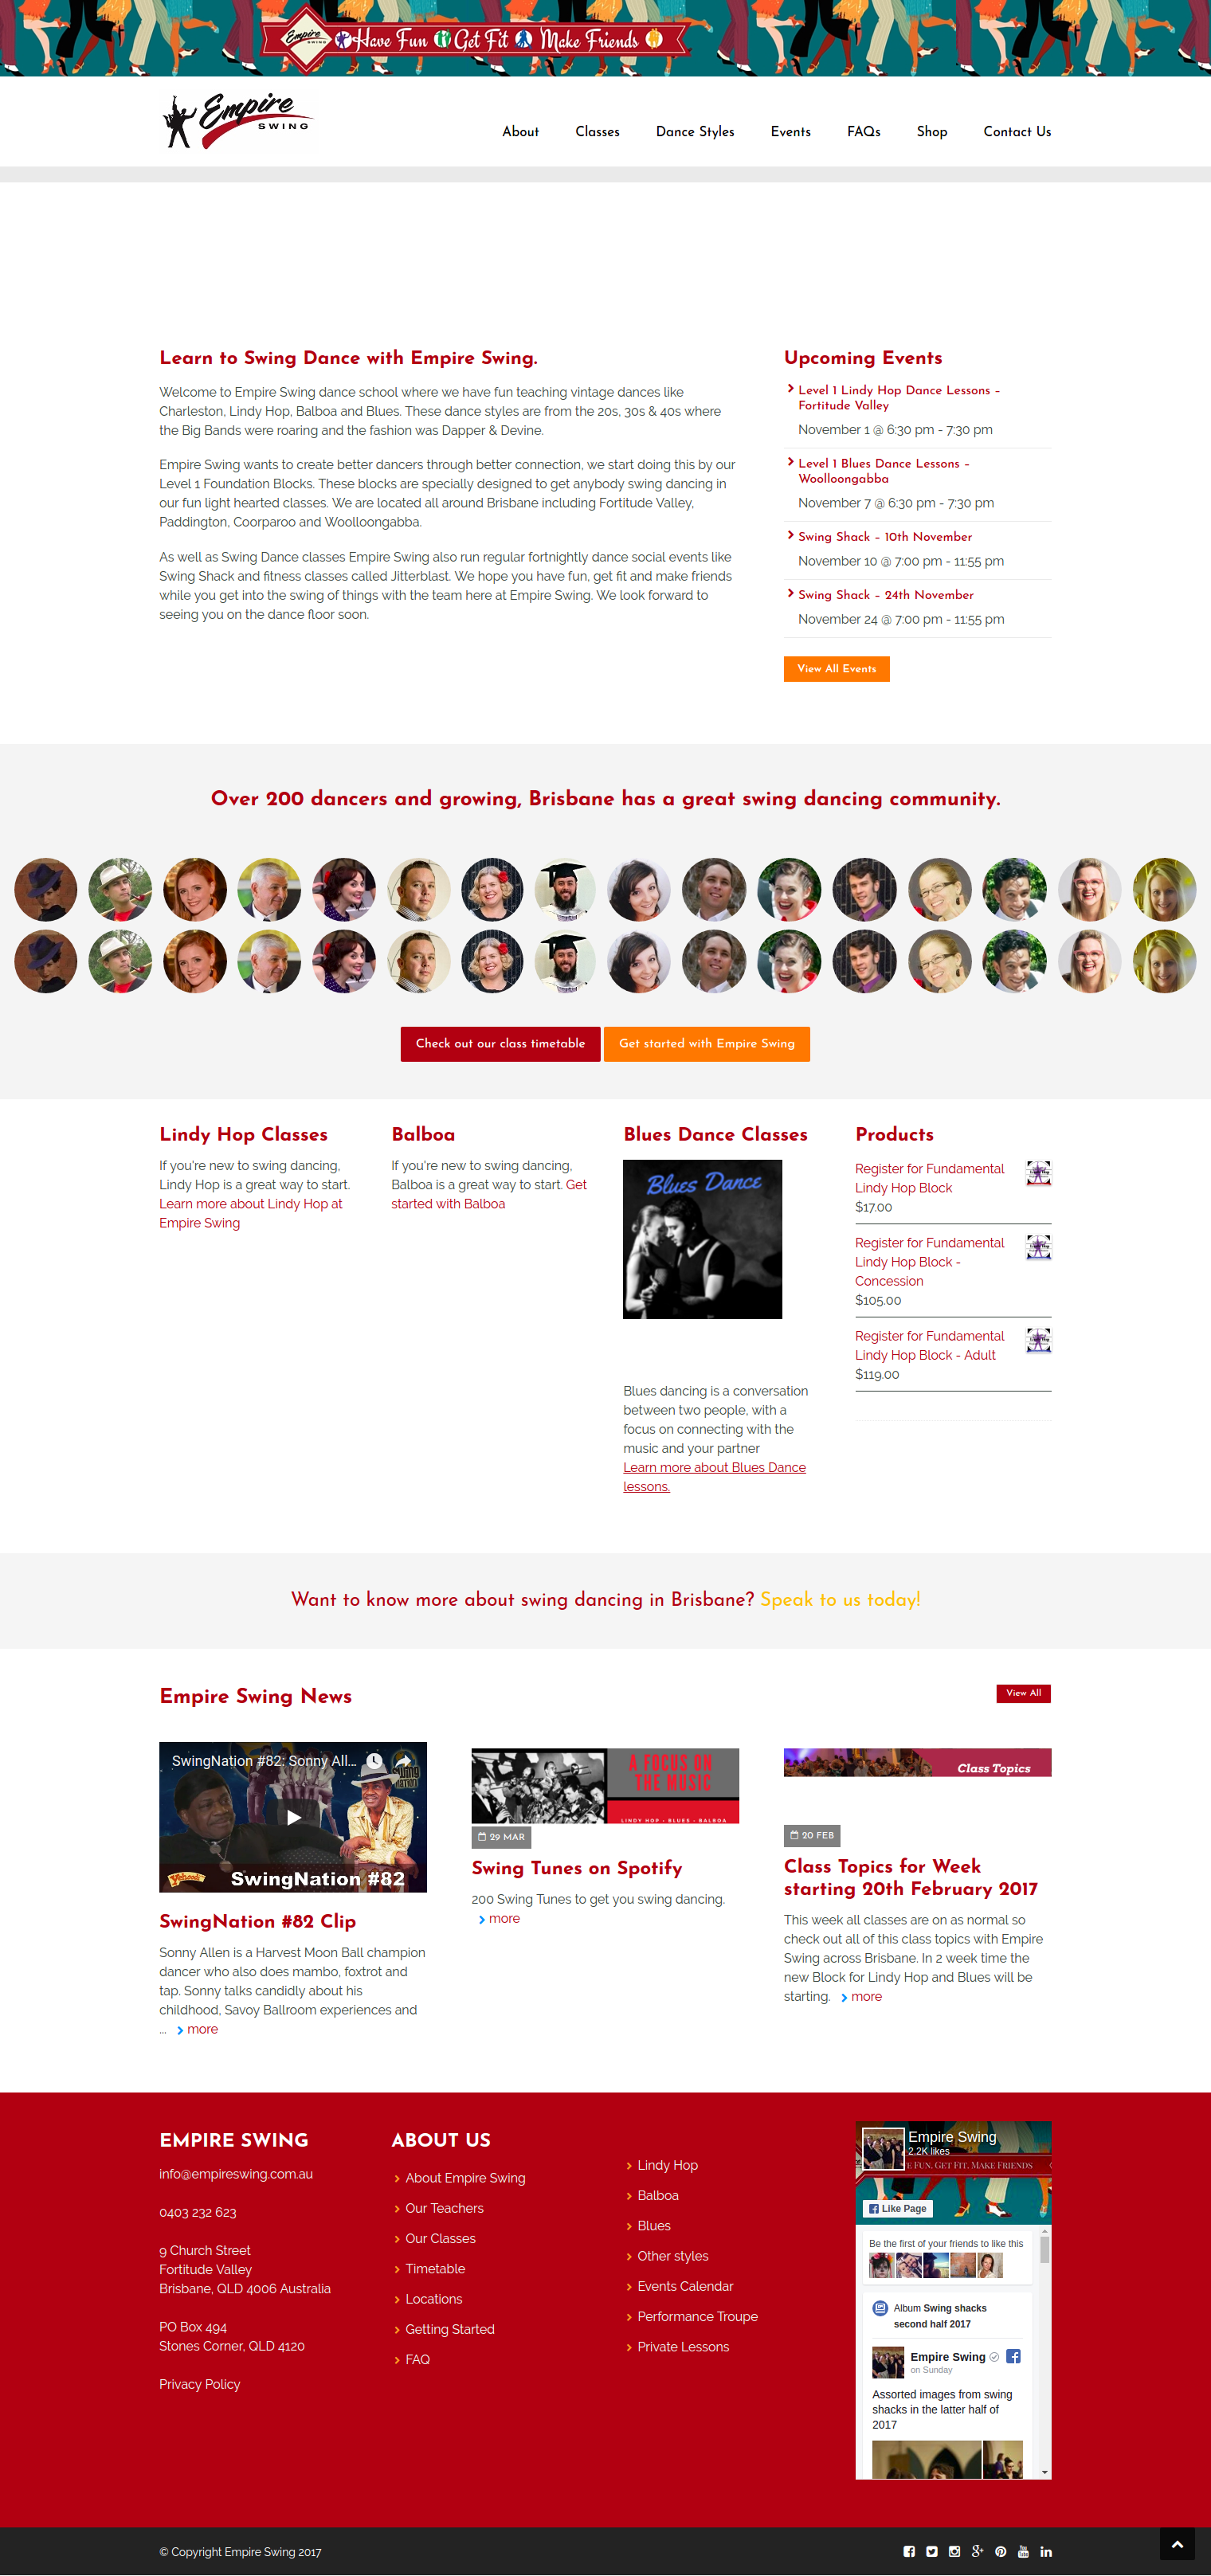 Empire
SWING
Have Fun Get Fit Make Friends
Empire
SWING
About
Classes
Dance Styles
Events
FAQs
Shop
Contact Us
Learn to Swing Dance with Empire Swing.
Welcome to Empire Swing dance school where we have fun teaching vintage dances like
Charleston, Lindy Hop, Balboa and Blues. These dance styles are from the 20s, 30s & 40s where
the Big Bands were roaring and the fashion was Dapper & Devine.
Empire Swing wants to create better dancers through better connection, we start doing this by our
Level 1 Foundation Blocks. These blocks are specially designed to get anybody swing dancing in
our fun light hearted classes. We are located all around Brisbane including Fortitude Valley,
Paddington, Coorparoo and Woolloongabba.
As well as Swing Dance classes Empire Swing also run regular fortnightly dance social events like
Swing Shack and fitness classes called Jitterblast. We hope you have fun, get fit and make friends
while you get into the swing of things with the team here at Empire Swing. We look forward to
seeing you on the dance floor soon.
Upcoming Events
Level 1 Lindy Hop Dance Lessons –
Fortitude Valley
November 1 @ 6:30 pm - 7:30 pm
Level 1 Blues Dance Lessons –
Woolloongabba
November 7 @ 6:30 pm - 7:30 pm
Swing Shack – 10th November
November 10 @ 7:00 pm - 11:55 pm
Swing Shack – 24th November
November 24 @ 7:00 pm - 11:55 pm
View All Events
Over 200 dancers and growing, Brisbane has a great swing dancing community.
Check out our class timetable
Get started with Empire Swing
Lindy Hop Classes
If you're new to swing dancing,
Lindy Hop is a great way to start.
Learn more about Lindy Hop at
Empire Swing
Balboa
If you're new to swing dancing,
Balboa is a great way to start. Get
started with Balboa
Blues Dance Classes
Blues Dance
Blues dancing is a conversation
between two people, with a
focus on connecting with the
music and your partner
Learn more about Blues Dance
lessons.
Products
Register for Fundamental
Lindy Hop Block
$17.00
Register for Fundamental
Lindy Hop Block -
Concession
$105.00
Register for Fundamental
Lindy Hop Block - Adult
$119.00
Want to know more about swing dancing in Brisbane? Speak to us today!
Empire Swing News
View All
SwingNation #82: Sonny All...
SwingNation #82
SwingNation #82 Clip
Sonny Allen is a Harvest Moon Ball champion
dancer who also does mambo, foxtrot and
tap. Sonny talks candidly about his
childhood, Savoy Ballroom experiences and
... more
A FOCUS ON
THE MUSIC
LINDY HOP - BLUES - BALBOA
29 MAR
Swing Tunes on Spotify
200 Swing Tunes to get you swing dancing.
more
Class Topics
20 FEB
Class Topics for Week
starting 20th February 2017
This week all classes are on as normal so
check out all of this class topics with Empire
Swing across Brisbane. In 2 week time the
new Block for Lindy Hop and Blues will be
starting. more
EMPIRE SWING
info@empireswing.com.au
0403 232 623
9 Church Street
Fortitude Valley
Brisbane, QLD 4006 Australia
PO Box 494
Stones Corner, QLD 4120
Privacy Policy
ABOUT US
About Empire Swing
Our Teachers
Our Classes
Timetable
Locations
Getting Started
FAQ
Lindy Hop
Balboa
Blues
Other styles
Events Calendar
Performance Troupe
Private Lessons
Empire Swing
2.2K likes
E FUN, GET FIT, MAKE FRIENDS
Like Page
Be the first of your friends to like this
Album Swing shacks
second half 2017
Empire Swing
on Sunday
Assorted images from swing
shacks in the latter half of
2017
© Copyright Empire Swing 2017